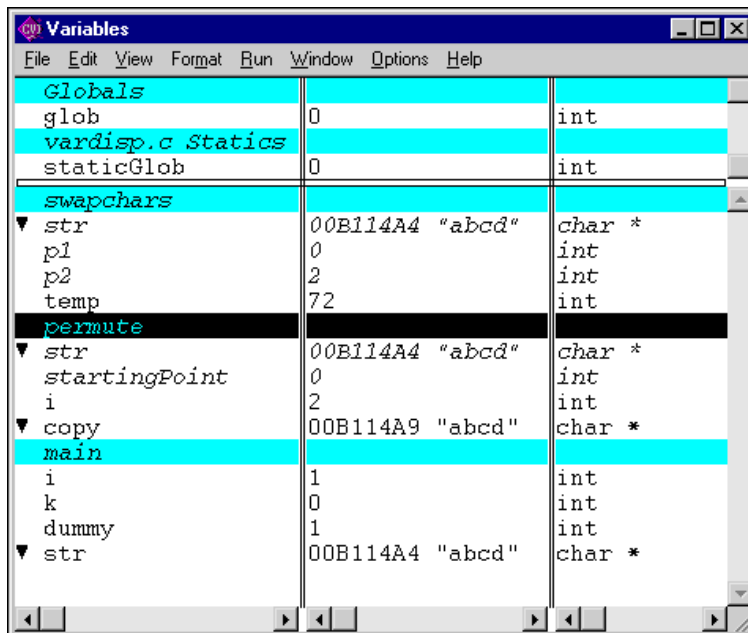 CVI Variables
File Edit View Format Run Window Options Help
Globals
glob 0 int
vardisp.c Statics
staticGlob 0 int
swapchars
str 00B114A4 "abcd" char *
p1 0 int
p2 2 int
temp 72 int
permute
str 00B114A4 "abcd" char *
startingPoint 0 int
i 2 int
copy 00B114A9 "abcd" char *
main
i 1 int
k 0 int
dummy 1 int
str 00B114A4 "abcd" char *